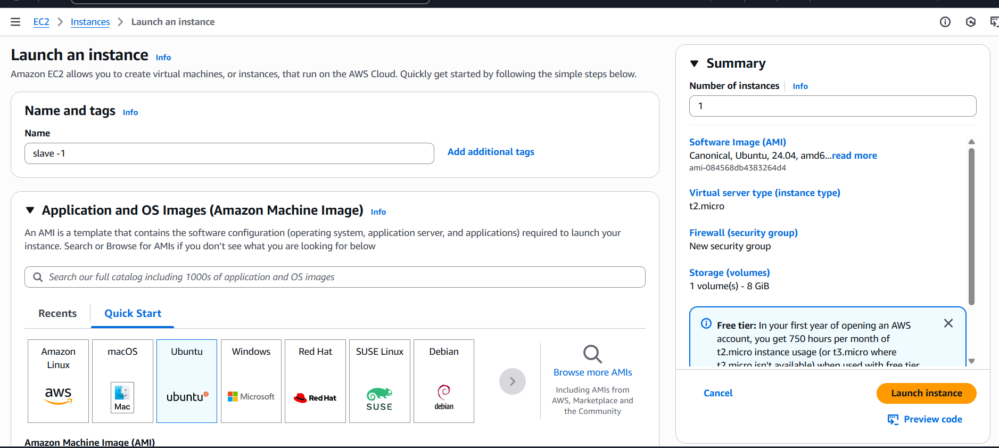 EC2 > Instances > Launch an instance
Launch an instance Info
Amazon EC2 allows you to create virtual machines, or instances, that run on the AWS Cloud. Quickly get started by following the simple steps below.
Name and tags Info
Name
slave -1
Add additional tags
Application and OS Images (Amazon Machine Image) Info
An AMI is a template that contains the software configuration (operating system, application server, and applications) required to launch your
instance. Search or Browse for AMIs if you don’t see what you are looking for below
Search our full catalog including 1000s of application and OS images
Recents
Quick Start
Amazon
Linux
aws
macOS
Mac
Ubuntu
ubuntu
Windows
Microsoft
Red Hat
Red Hat
SUSE Linux
SUSE
Debian
debian
Browse more AMIs
Including AMIs from
AWS, Marketplace and
the Community
Amazon Machine Image (AMI)
Summary
Number of instances Info
1
Software Image (AMI)
Canonical, Ubuntu, 24.04, amd6...read more
ami-084568db4383264d4
Virtual server type (instance type)
t2.micro
Firewall (security group)
New security group
Storage (volumes)
1 volume(s) - 8 GiB
Free tier: In your first year of opening an AWS
account, you get 750 hours per month of
t2.micro instance usage (or t3.micro where
t2.micro isn't available) when used with free tier
Cancel
Launch instance
Preview code